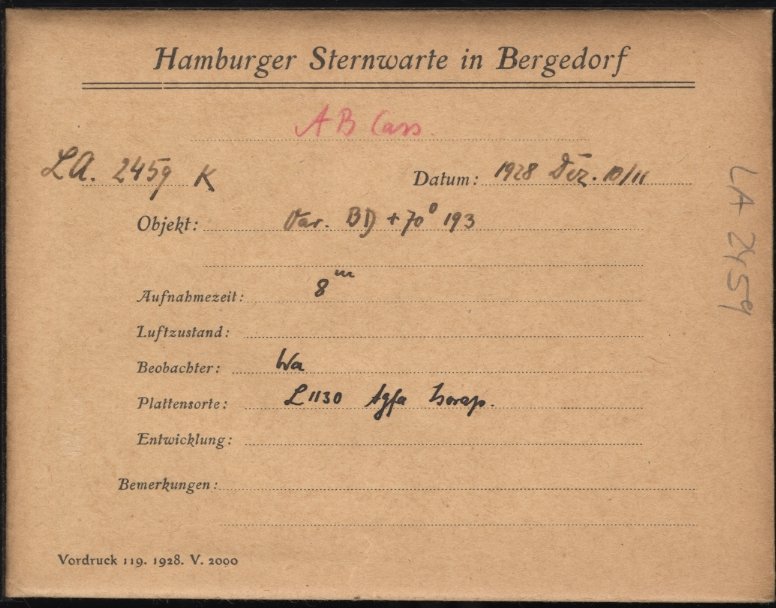 Hamburger Sternwarte in Bergedorf
AB Cass
LA. 2459 K
Datum: 1928 Dez. 10/11
Objekt: Var. BD +70° 193
Aufnahmezeit: 8m
Luftzustand:
Beobachter: Wa
Plattensorte: L1130 Agfa Isorap.
Entwicklung:
Bemerkungen:
Vordruck 119. 1928. V. 2000
LA 2459